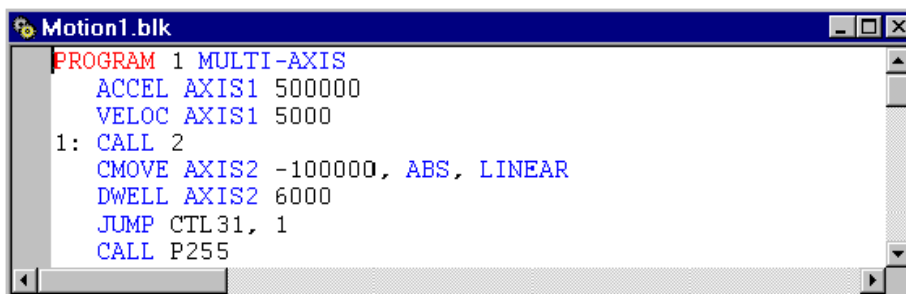 Motion1.blk
PROGRAM 1 MULTI-AXIS
ACCEL AXIS1 500000
VELOC AXIS1 5000
1: CALL 2
CMOVE AXIS2 -100000, ABS, LINEAR
DWELL AXIS2 6000
JUMP CTL31, 1
CALL P255